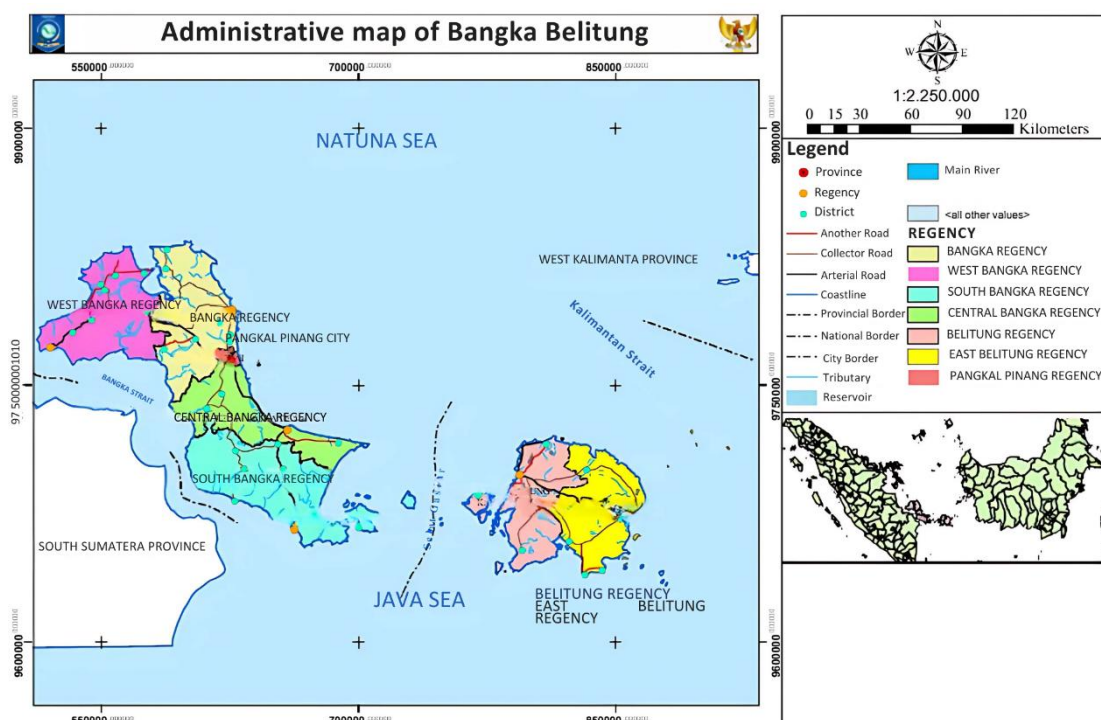 Administrative map of Bangka Belitung
550000
700000
850000
9900000
NATUNA SEA
9900000
WEST KALIMANTA PROVINCE
WEST BANGKA REGENCY
BANGKA REGENCY
PANGKAL PINANG CITY
Kalimantan Strait
BANGKA STRAIT
CENTRAL BANGKA REGENCY
SOUTH BANGKA REGENCY
SOUTH SUMATERA PROVINCE
JAVA SEA
BELITUNG REGENCY
EAST BELITUNG
REGENCY
9600000
9600000
550000
700000
850000
N
W E
S
1:2.250.000
0 15 30 60 90 120
Kilometers
Legend
Province
Regency
District
Another Road
Collector Road
Arterial Road
Coastline
Provincial Border
National Border
City Border
Tributary
Reservoir
Main River
<all other values>
REGENCY
BANGKA REGENCY
WEST BANGKA REGENCY
SOUTH BANGKA REGENCY
CENTRAL BANGKA REGENCY
BELITUNG REGENCY
EAST BELITUNG REGENCY
PANGKAL PINANG REGENCY